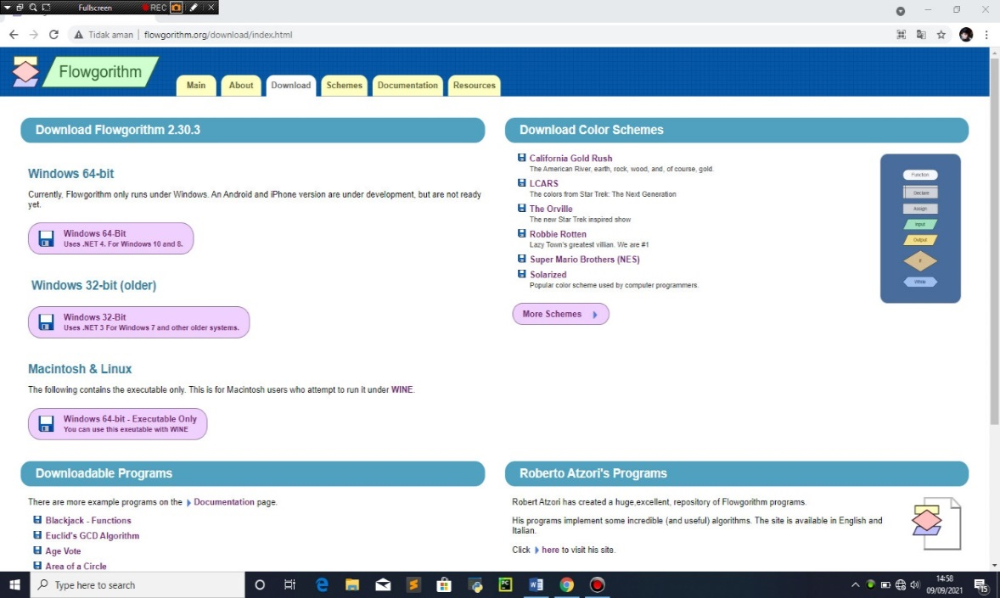 Fullscreen
REC
Tidak aman
flowgorithm.org/download/index.html
Flowgorithm
Main
About
Download
Schemes
Documentation
Resources
Download Flowgorithm 2.30.3
Windows 64-bit
Currently, Flowgorithm only runs under Windows. An Android and iPhone version are under development, but are not ready
yet.
Windows 64-Bit
Uses .NET 4. For Windows 10 and 8.
Windows 32-bit (older)
Windows 32-Bit
Uses .NET 3 For Windows 7 and other older systems.
Macintosh & Linux
The following contains the executable only. This is for Macintosh users who attempt to run it under WINE.
Windows 64-bit - Executable Only
You can use this exeutable with WINE
Download Color Schemes
California Gold Rush
The American River, earth, rock, wood, and, of course, gold.
LCARS
The colors from Star Trek: The Next Generation
The Orville
The new Star Trek inspired show
Robbie Rotten
Lazy Town's greatest villian. We are #1
Super Mario Brothers (NES)
Solarized
Popular color scheme used by computer programmers.
More Schemes
Function
Declare
Assign
Input
Output
If
While
Downloadable Programs
There are more example programs on the Documentation page.
Blackjack - Functions
Euclid's GCD Algorithm
Age Vote
Area of a Circle
Roberto Atzori's Programs
Robert Atzori has created a huge,excellent, repository of Flowgorithm programs.
His programs implement some incredible (and useful) algorithms. The site is available in English and
Italian.
Click here to visit his site.
Type here to search
14:58
09/09/2021
15